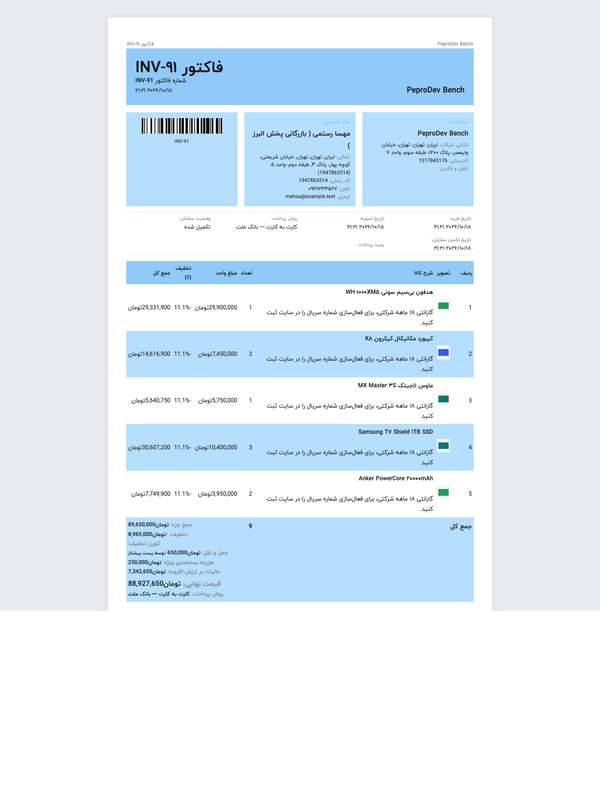 PeproDev Bench
فاکتور INV-۹۱
فاکتور INV-۹۱
شماره فاکتور INV-91
۲۰۲۶/۱۰/۱۸ ۲۱:۲۱
PeproDev Bench
PeproDev Bench
نشانی شرکت: ایران، تهران، تهران، خیابان
ولیعصر، پلاک ۱۲۰۰، طبقه سوم، واحد ۷
کدپستی: 1517843176
تلفن و فکس:
مهسا رستمی ( بازرگانی پخش البرز
)
نشانی: ایران، تهران، تهران، خیابان شریعتی،
کوچه بهار، پلاک ۴، طبقه دوم، واحد ۵
(1947863514)
کد پستی: 1947863514
تلفن: ۰۹۱۲۱۲۳۴۵۶۷
ایمیل: mahsa@example.test
INV-91
تاریخ خرید:
۲۰۲۶/۱۰/۱۸ ۲۱:۲۱
تاریخ تسویه:
۲۰۲۶/۱۰/۱۸ ۲۱:۲۱
روش پرداخت:
کارت به کارت — بانک ملت
وضعیت سفارش:
تکمیل شده
تاریخ تکمیل سفارش:
۲۰۲۶/۱۰/۱۸ ۲۱:۲۱
رسید پرداخت:
ردیف تصویر شرح کالا تعداد مبلغ واحد تخفیف (٪) جمع کل
هدفون بی‌سیم سونی WH-۱۰۰۰XM۵
1 گارانتی ۱۸ ماهه شرکتی، برای فعال‌سازی شماره سریال را در سایت ثبت کنید. 1 29,900,000تومان -11.1% 29,331,900تومان
کیبورد مکانیکال کیکرون K۸
2 گارانتی ۱۸ ماهه شرکتی، برای فعال‌سازی شماره سریال را در سایت ثبت کنید. 2 7,450,000تومان -11.1% 14,616,900تومان
ماوس لاجیتک MX Master ۳S
3 گارانتی ۱۸ ماهه شرکتی، برای فعال‌سازی شماره سریال را در سایت ثبت کنید. 1 5,750,000تومان -11.1% 5,640,750تومان
Samsung T۷ Shield ۱TB SSD
4 گارانتی ۱۸ ماهه شرکتی، برای فعال‌سازی شماره سریال را در سایت ثبت کنید. 3 10,400,000تومان -11.1% 30,607,200تومان
Anker PowerCore ۲۰۰۰۰mAh
5 گارانتی ۱۸ ماهه شرکتی، برای فعال‌سازی شماره سریال را در سایت ثبت کنید. 2 3,950,000تومان -11.1% 7,749,900تومان
جمع کل 9
جمع جزء: 89,650,000تومان
تخفیف: -8,965,000تومان
کوپن تخفیف:
حمل و نقل: 650,000تومان توسط پست پیشتاز
هزینه بسته‌بندی ویژه: 250,000تومان
مالیات بر ارزش افزوده: 7,342,650تومان
قیمت نهایی: 88,927,650تومان
روش پرداخت: کارت به کارت — بانک ملت